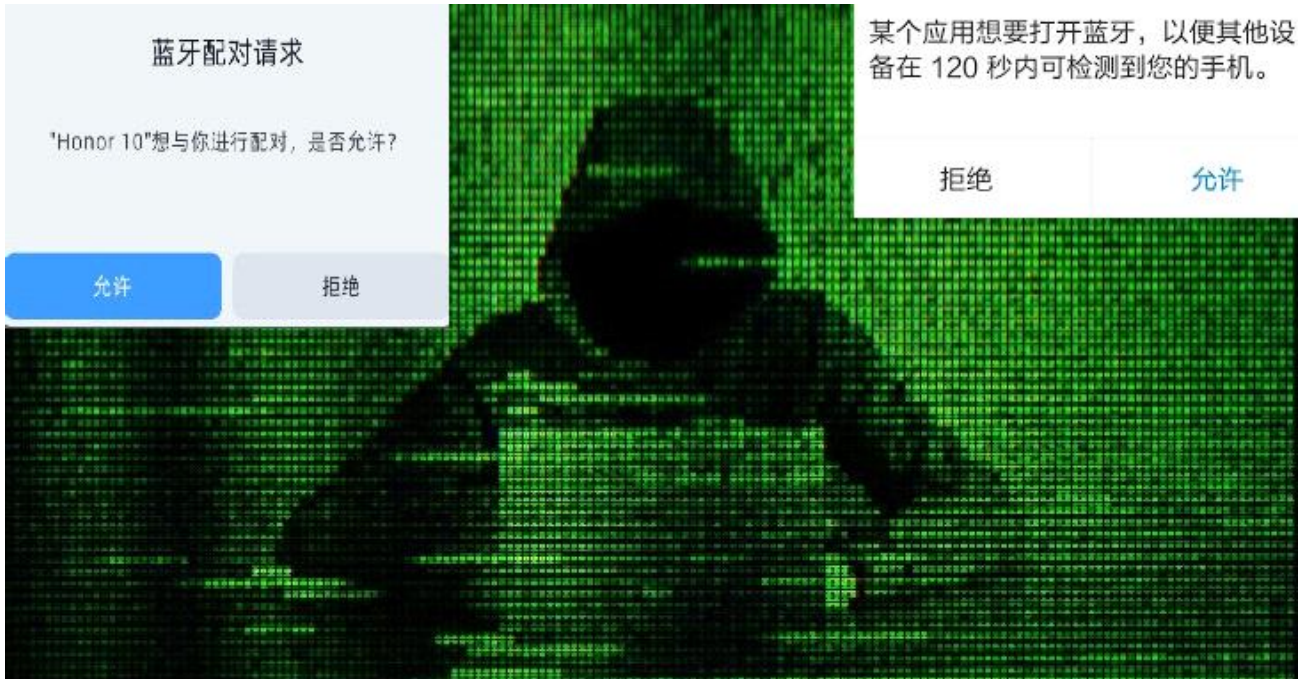 蓝牙配对请求
"Honor 10"想与你进行配对，是否允许?
允许
拒绝
某个应用想要打开蓝牙，以便其他设
备在 120 秒内可检测到您的手机。
拒绝
允许